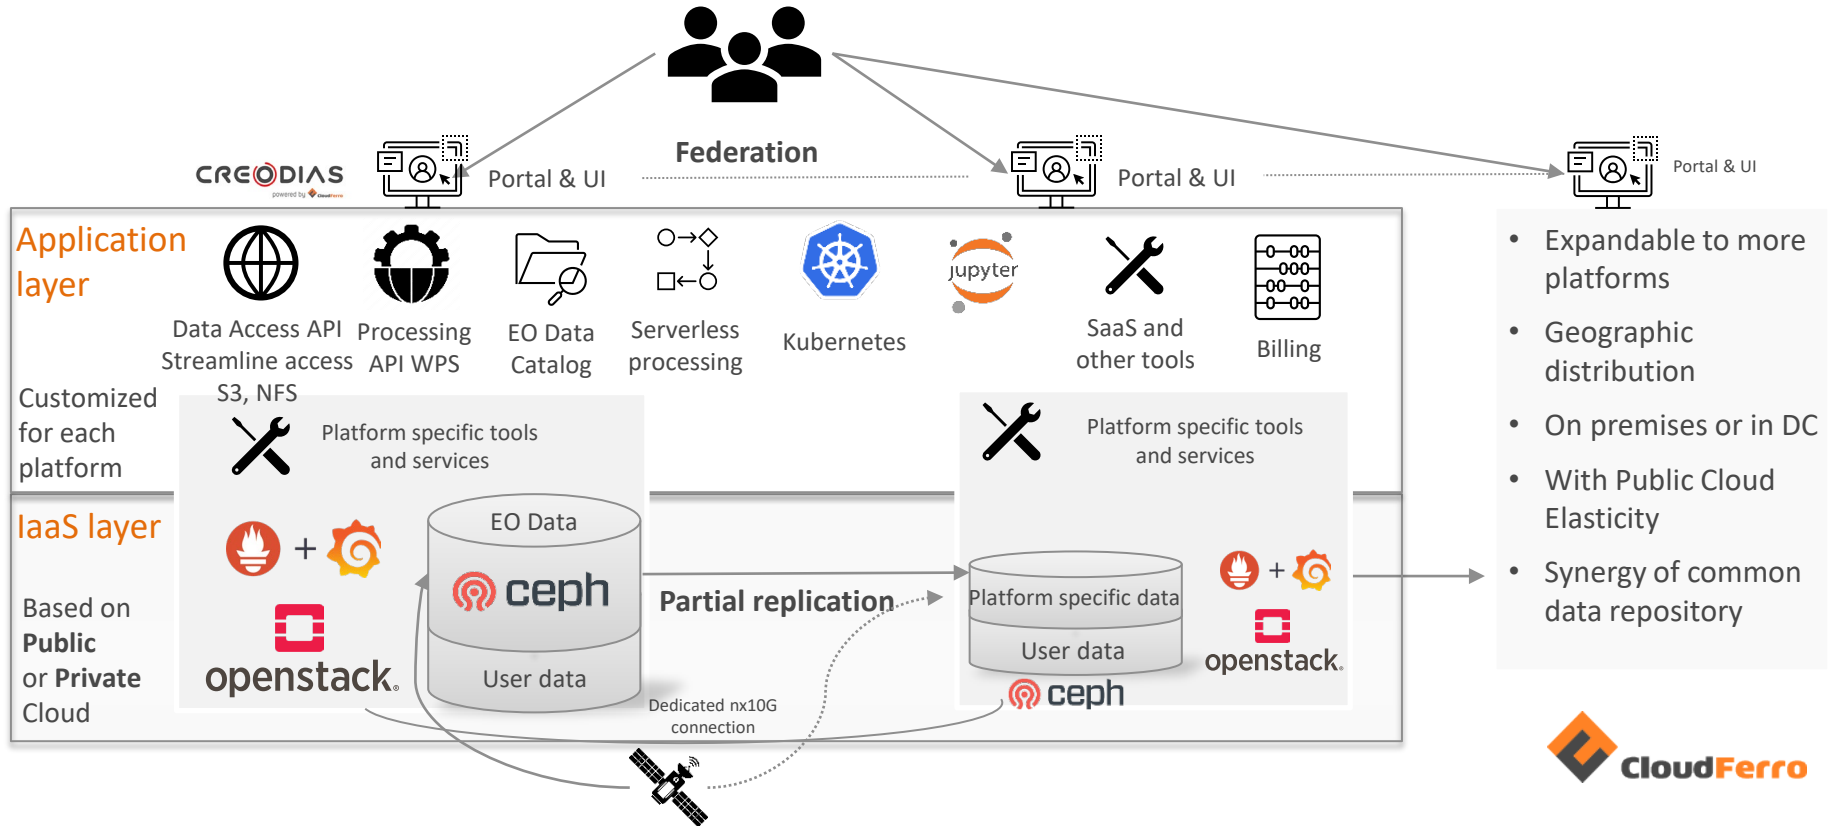 Federation
CREODIAS
powered by CloudFerro
Portal & UI
Portal & UI
Portal & UI
Application
layer
Data Access API
Streamline access
S3, NFS
Processing
API WPS
EO Data
Catalog
Serverless
processing
Kubernetes
jupyter
SaaS and
other tools
Billing
Customized
for each
platform
Platform specific tools
and services
Platform specific tools
and services
IaaS layer
Based on
Public
or Private
Cloud
+
openstack.
EO Data
ceph
User data
Partial replication
Dedicated nx10G
connection
Platform specific data
User data
ceph
+
openstack.
• Expandable to more
platforms
• Geographic
distribution
• On premises or in DC
• With Public Cloud
Elasticity
• Synergy of common
data repository
CloudFerro